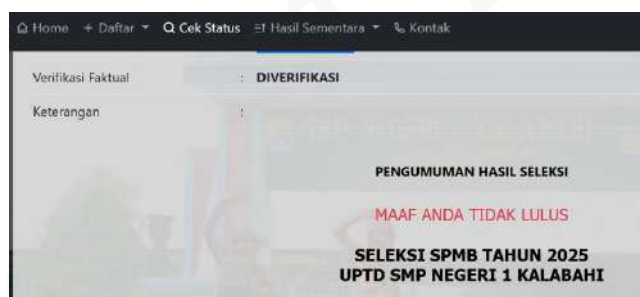 Home + Daftar Cek Status Hasil Sementara Kontak
Verifikasi Faktual : DIVERIFIKASI
Keterangan :
PENGUMUMAN HASIL SELEKSI
MAAF ANDA TIDAK LULUS
SELEKSI SPMB TAHUN 2025
UPTD SMP NEGERI 1 KALABAHI